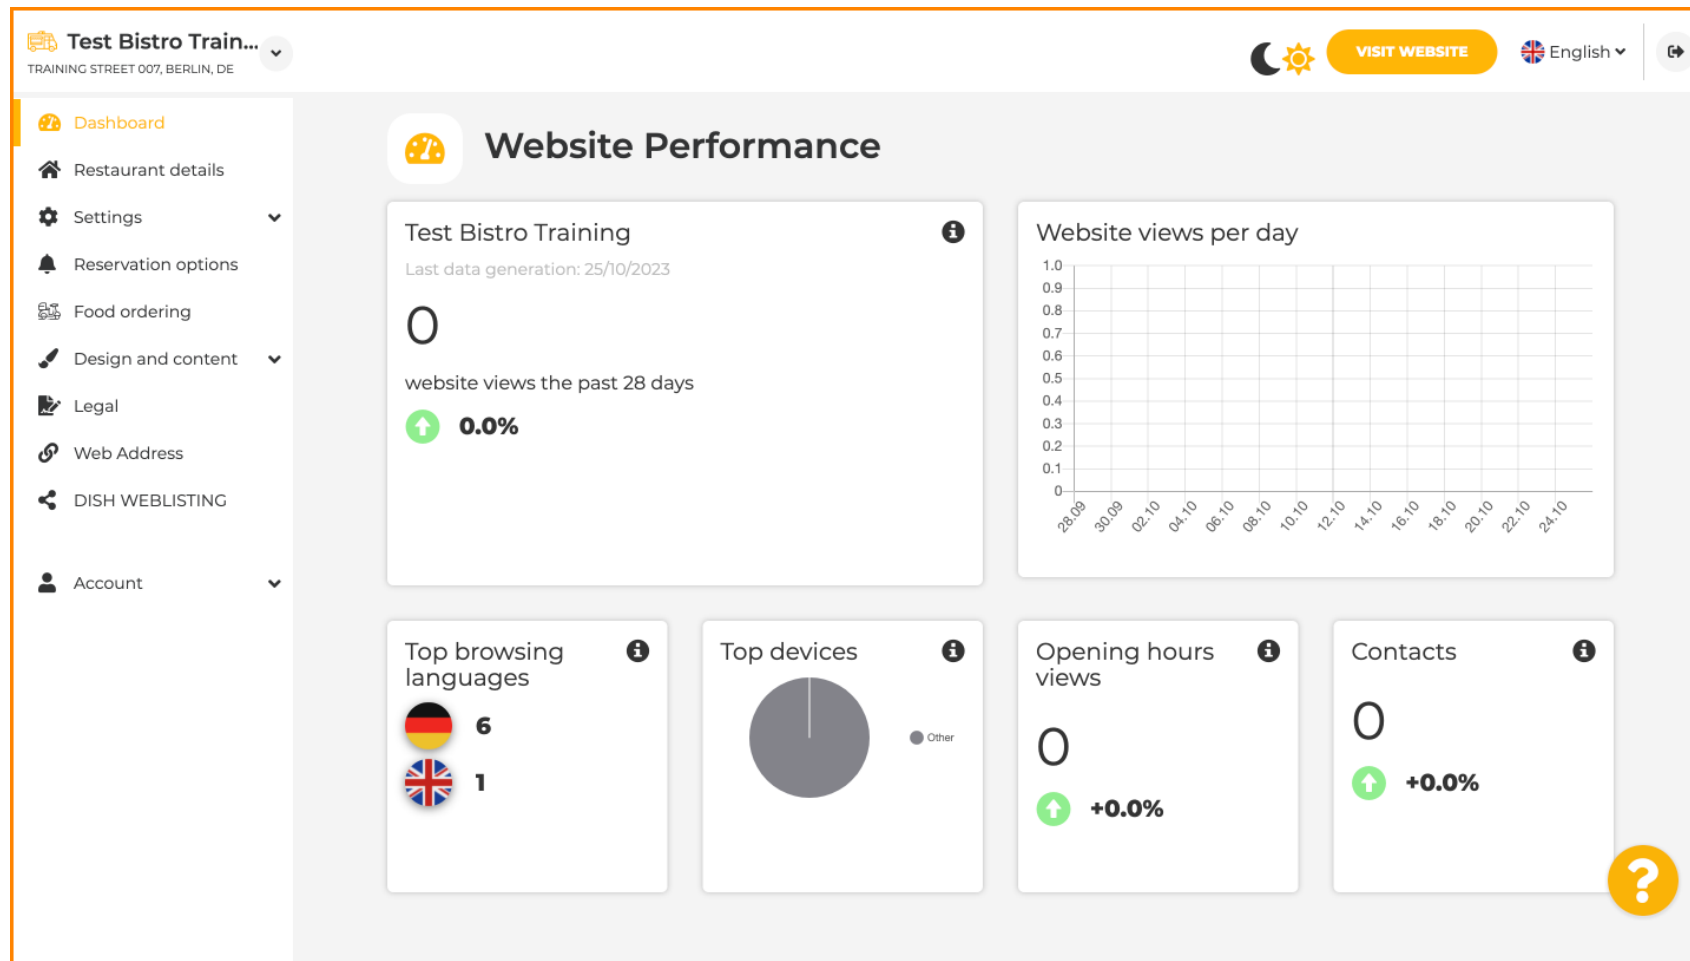 Test Bistro Train...
TRAINING STREET 007, BERLIN, DE
VISIT WEBSITE
English
Dashboard
Restaurant details
Settings
Reservation options
Food ordering
Design and content
Legal
Web Address
DISH WEBLISTING
Account
Website Performance
Test Bistro Training
Last data generation: 25/10/2023
0
website views the past 28 days
0.0%
Website views per day
1.0
0.9
0.8
0.7
0.6
0.5
0.4
0.3
0.2
0.1
0
28.09 30.09 02.10 04.10 06.10 08.10 10.10 12.10 14.10 16.10 18.10 20.10 22.10 24.10
Top browsing
languages
6
1
Top devices
Other
Opening hours
views
0
+0.0%
Contacts
0
+0.0%
?